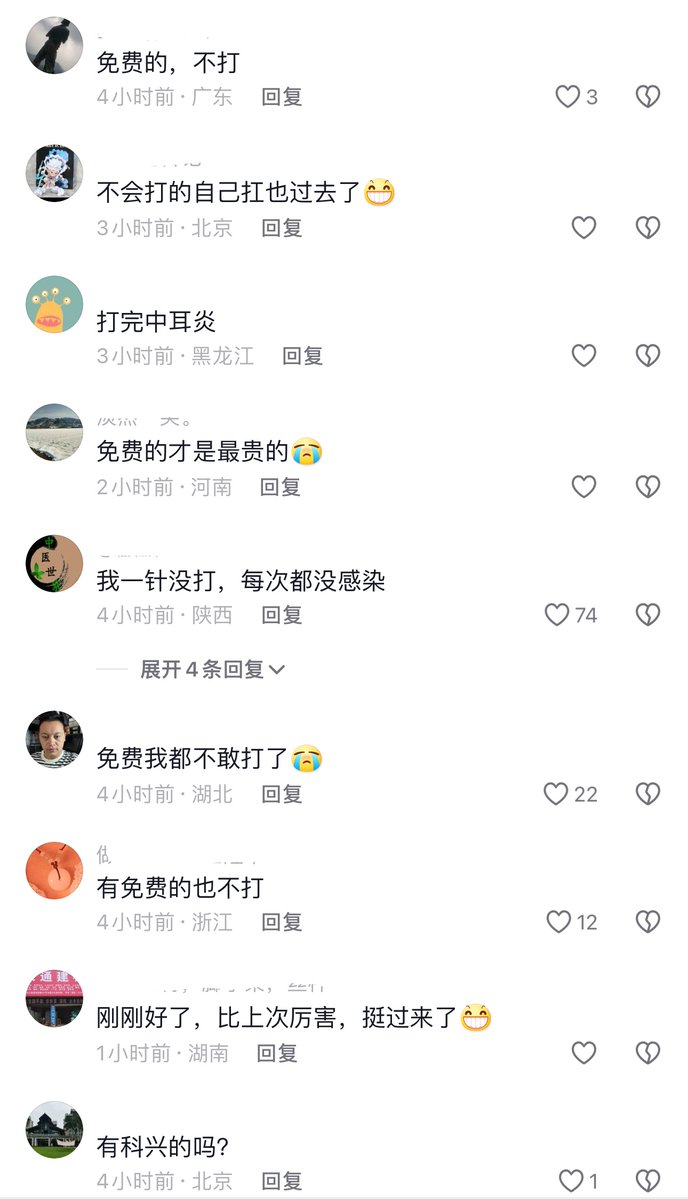 免费的，不打
4小时前·广东 回复 3
不会打的自己扛也过去了😁
3小时前·北京 回复
打完中耳炎
3小时前·黑龙江 回复
免费的才是最贵的😭
2小时前·河南 回复
中
医
世
我一针没打，每次都没感染
4小时前·陕西 回复 74
展开4条回复
免费我都不敢打了😭
4小时前·湖北 回复 22
有免费的也不打
4小时前·浙江 回复 12
通建
刚刚好了，比上次厉害，挺过来了😁
1小时前·湖南 回复
有科兴的吗？
4小时前·北京 回复 1